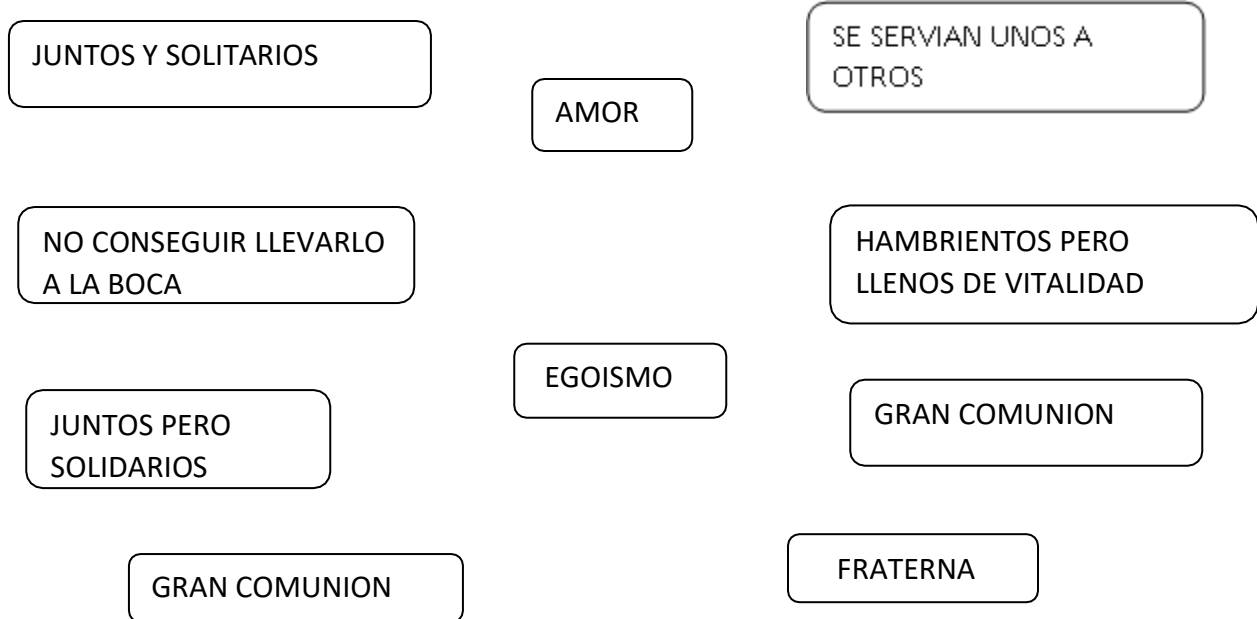 JUNTOS Y SOLITARIOS
SE SERVIAN UNOS A
OTROS
AMOR
NO CONSEGUIR LLEVARLO
A LA BOCA
HAMBRIENTOS PERO
LLENOS DE VITALIDAD
EGOISMO
JUNTOS PERO
SOLIDARIOS
GRAN COMUNION
GRAN COMUNION
FRATERNA